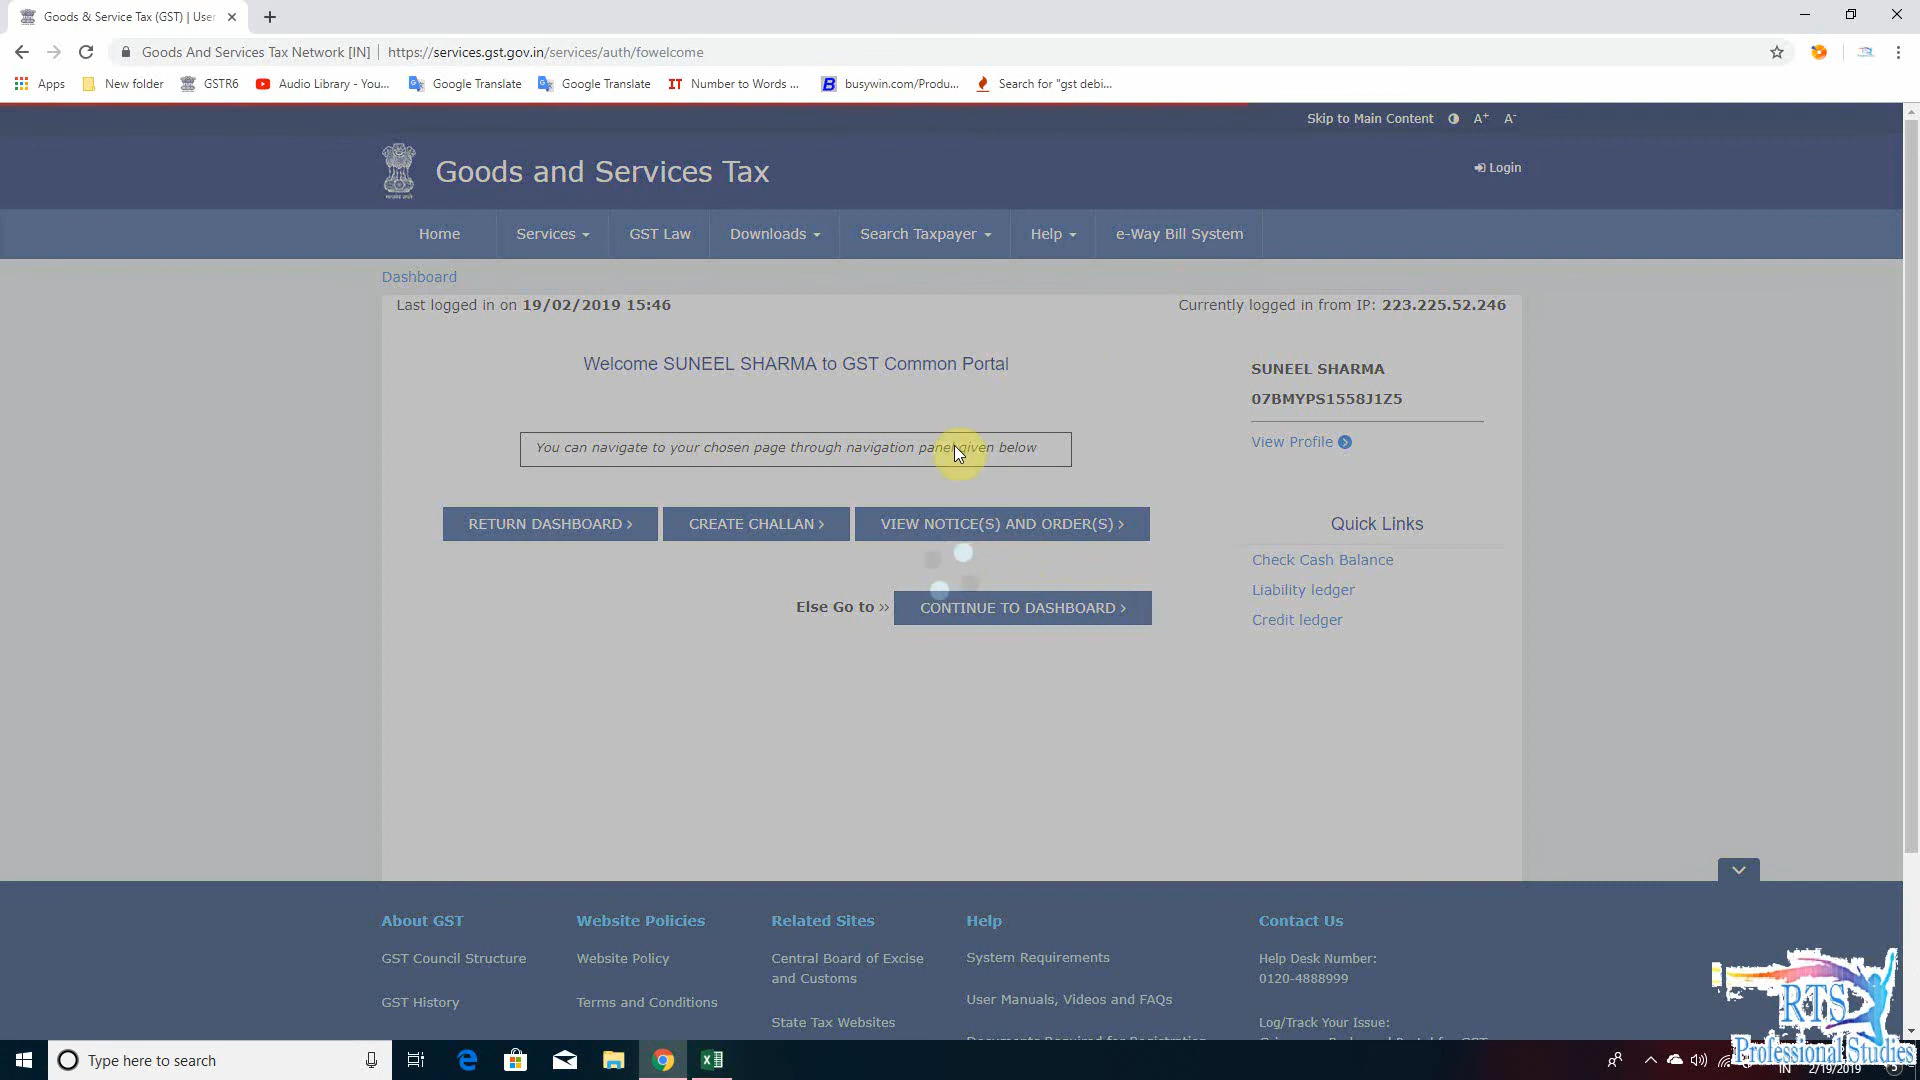 Goods & Service Tax (GST) | User
Goods And Services Tax Network [IN] | https://services.gst.gov.in/services/auth/fowelcome
Apps New folder GSTR6 Audio Library - You... Google Translate Google Translate Number to Words ... busywin.com/Produ... Search for "gst debi...
Skip to Main Content A+ A-
Goods and Services Tax
Login
Home Services GST Law Downloads Search Taxpayer Help e-Way Bill System
Dashboard
Last logged in on 19/02/2019 15:46
Currently logged in from IP: 223.225.52.246
Welcome SUNEEL SHARMA to GST Common Portal
SUNEEL SHARMA
07BMYPS1558J1Z5
You can navigate to your chosen page through navigation panel given below
View Profile
RETURN DASHBOARD > CREATE CHALLAN > VIEW NOTICE(S) AND ORDER(S) >
Quick Links
Check Cash Balance
Liability ledger
Credit ledger
Else Go to >> CONTINUE TO DASHBOARD >
About GST
GST Council Structure
GST History
Website Policies
Website Policy
Terms and Conditions
Related Sites
Central Board of Excise
and Customs
State Tax Websites
Help
System Requirements
User Manuals, Videos and FAQs
Contact Us
Help Desk Number:
0120-4888999
Log/Track Your Issue:
RTS
Professional Studies
Type here to search
IN 2/19/2019 5